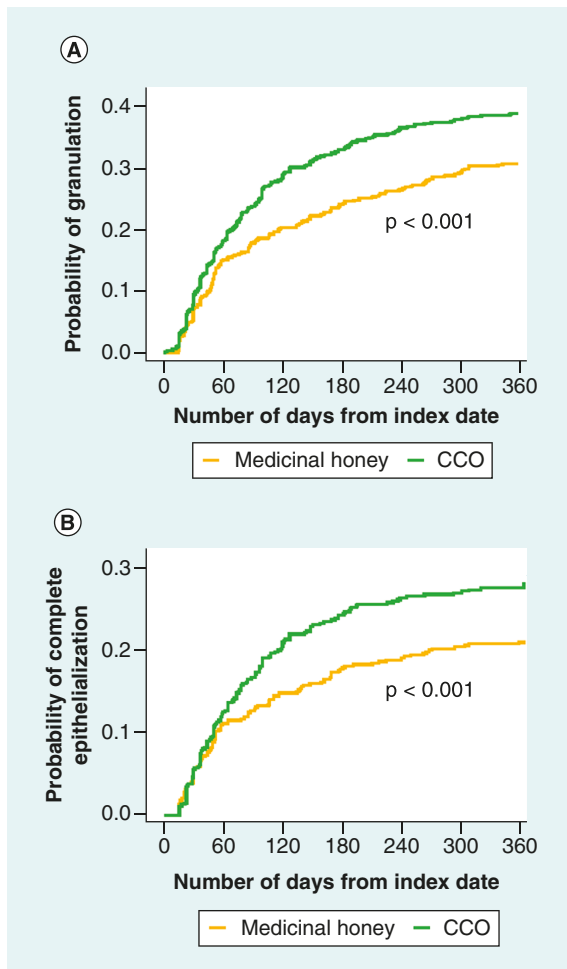 A
Probability of granulation
0.4
0.3
0.2
0.1
0.0
p < 0.001
0 60 120 180 240 300 360
Number of days from index date
Medicinal honey CCO
B
Probability of complete
epithelialization
0.3
0.2
0.1
0.0
p < 0.001
0 60 120 180 240 300 360
Number of days from index date
Medicinal honey CCO